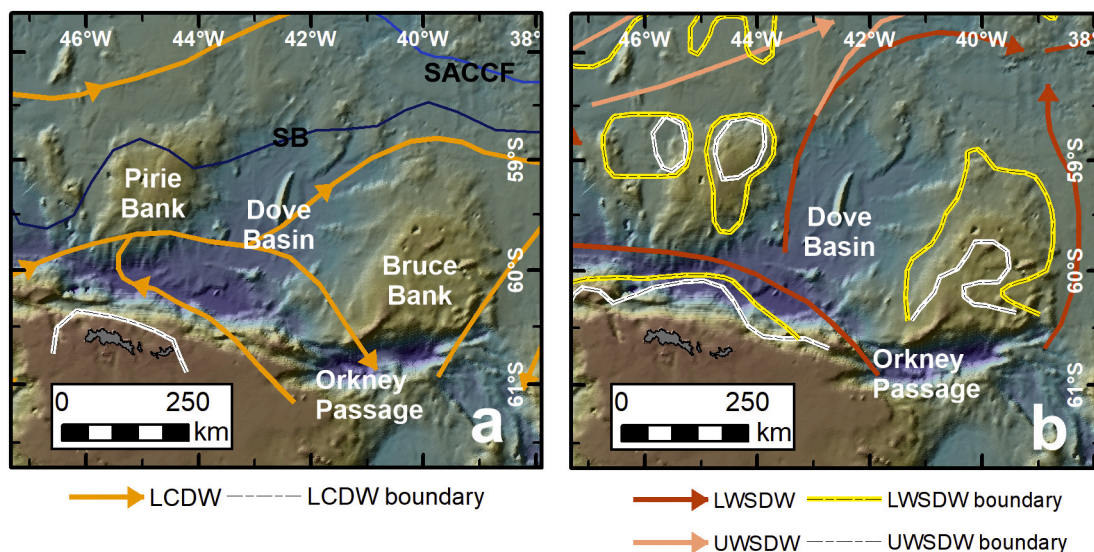 46°W 44°W 42°W 40°W 38°
SACCF
SB
59°S
Pirie
Bank
Dove
Basin
60°S
Bruce
Bank
Orkney
Passage
61°S
0 250
km
a
LCDW LCDW boundary
46°W 44°W 42°W 40°W 38°
59°S
Dove
Basin
60°S
Orkney
Passage
61°S
0 250
km
b
LWSDW LWSDW boundary
UWSDW UWSDW boundary